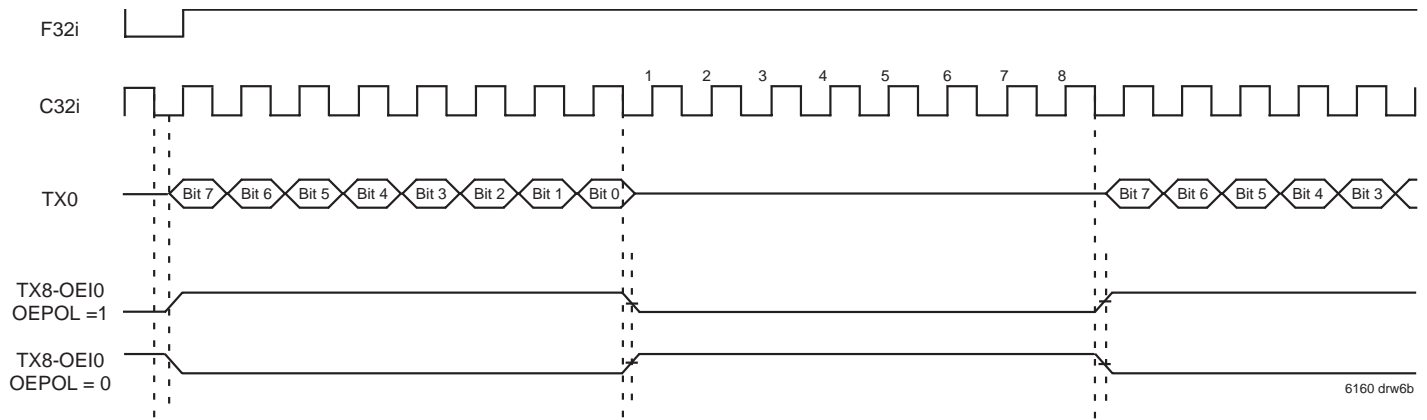 F32i
1 2 3 4 5 6 7 8
C32i
TX0 Bit 7 Bit 6 Bit 5 Bit 4 Bit 3 Bit 2 Bit 1 Bit 0 Bit 7 Bit 6 Bit 5 Bit 4 Bit 3
TX8-OEI0
OEPOL =1
TX8-OEI0
OEPOL = 0
6160 drw6b